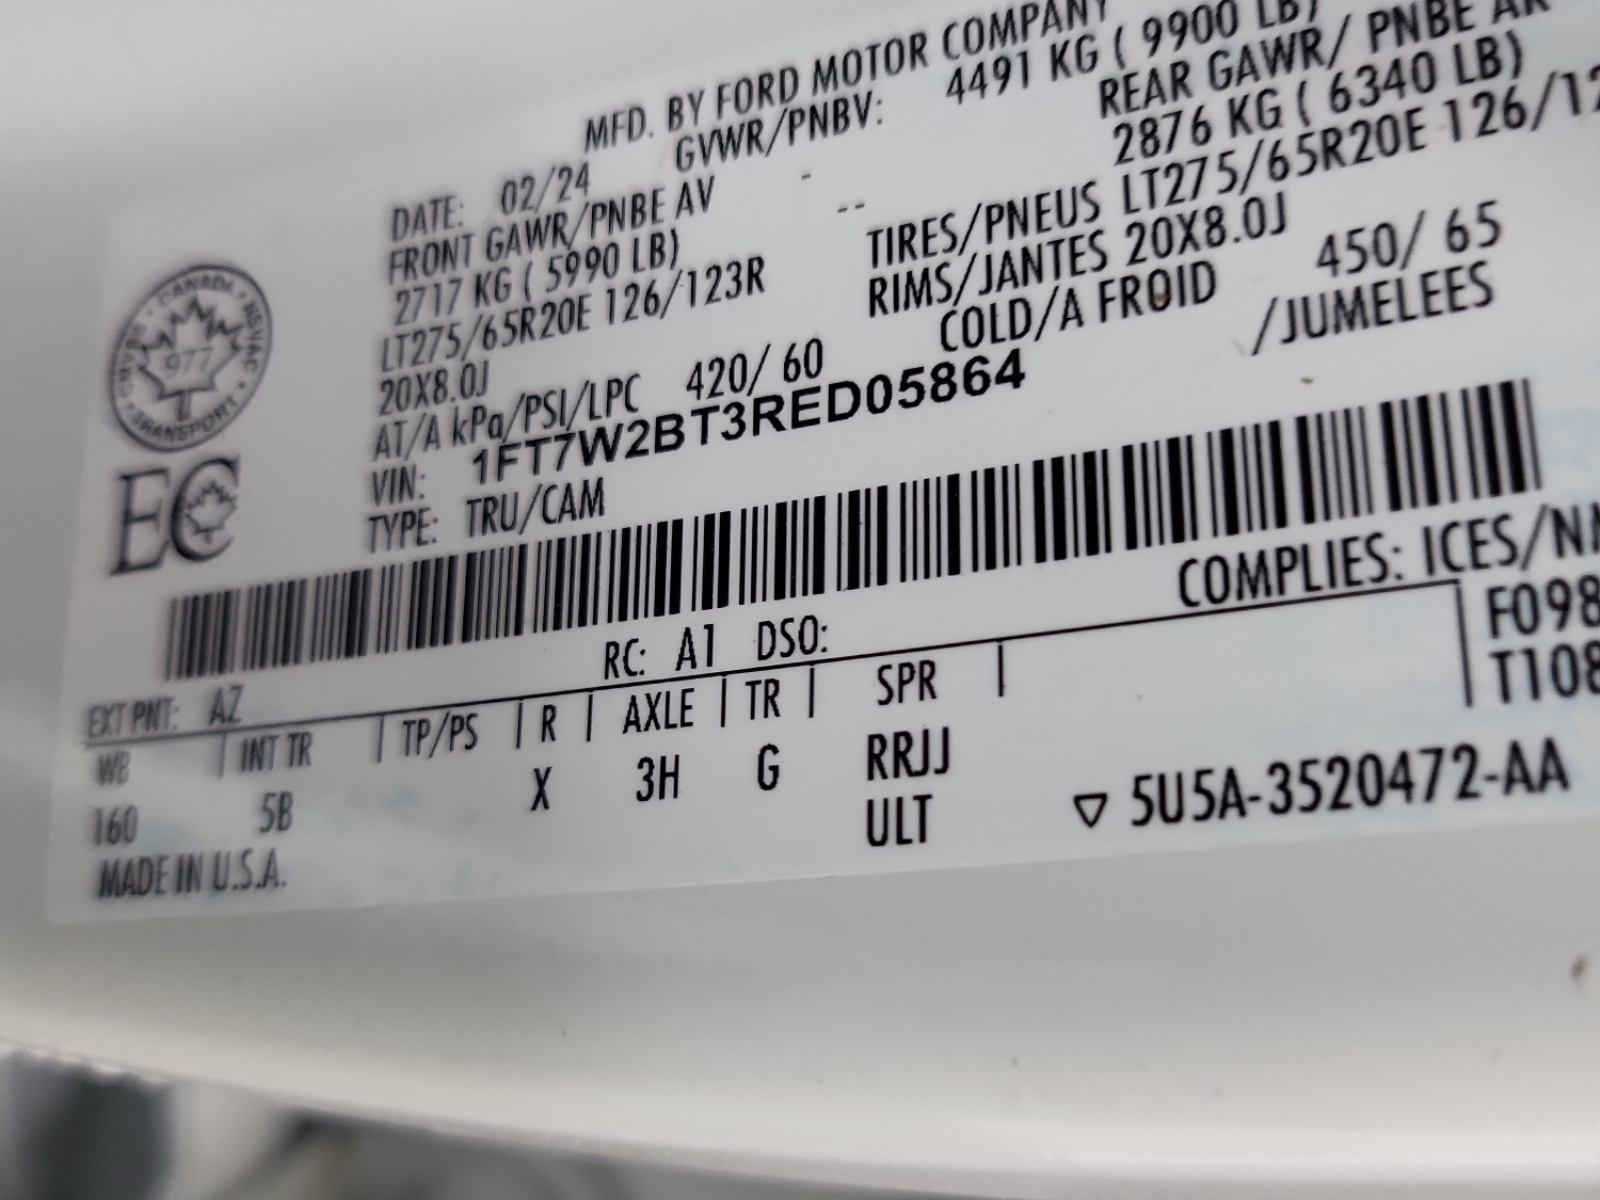 MFD. BY FORD MOTOR COMPANY
DATE: 02/24 GVWR/PNBV: 4491 KG ( 9900 LB)
FRONT GAWR/PNBE AV REAR GAWR/ PNBE AR
2717 KG ( 5990 LB) 2876 KG ( 6340 LB)
LT275/65R20E 126/123R TIRES/PNEUS LT275/65R20E 126/12
20X8.0J RIMS/JANTES 20X8.0J
AT/A kPa/PSI/LPC 420/ 60 COLD/A FROID 450/ 65
VIN: 1FT7W2BT3RED05864 /JUMELEES
TYPE: TRU/CAM
CANADA
977
TRANSPORT
EC
COMPLIES: ICES/N
RC: A1 DSO:
F098
T108
EXT PNT: AZ
WB INT TR TP/PS R AXLE TR SPR
160 5B X 3H G RRJJ
ULT
5U5A-3520472-AA
MADE IN U.S.A.